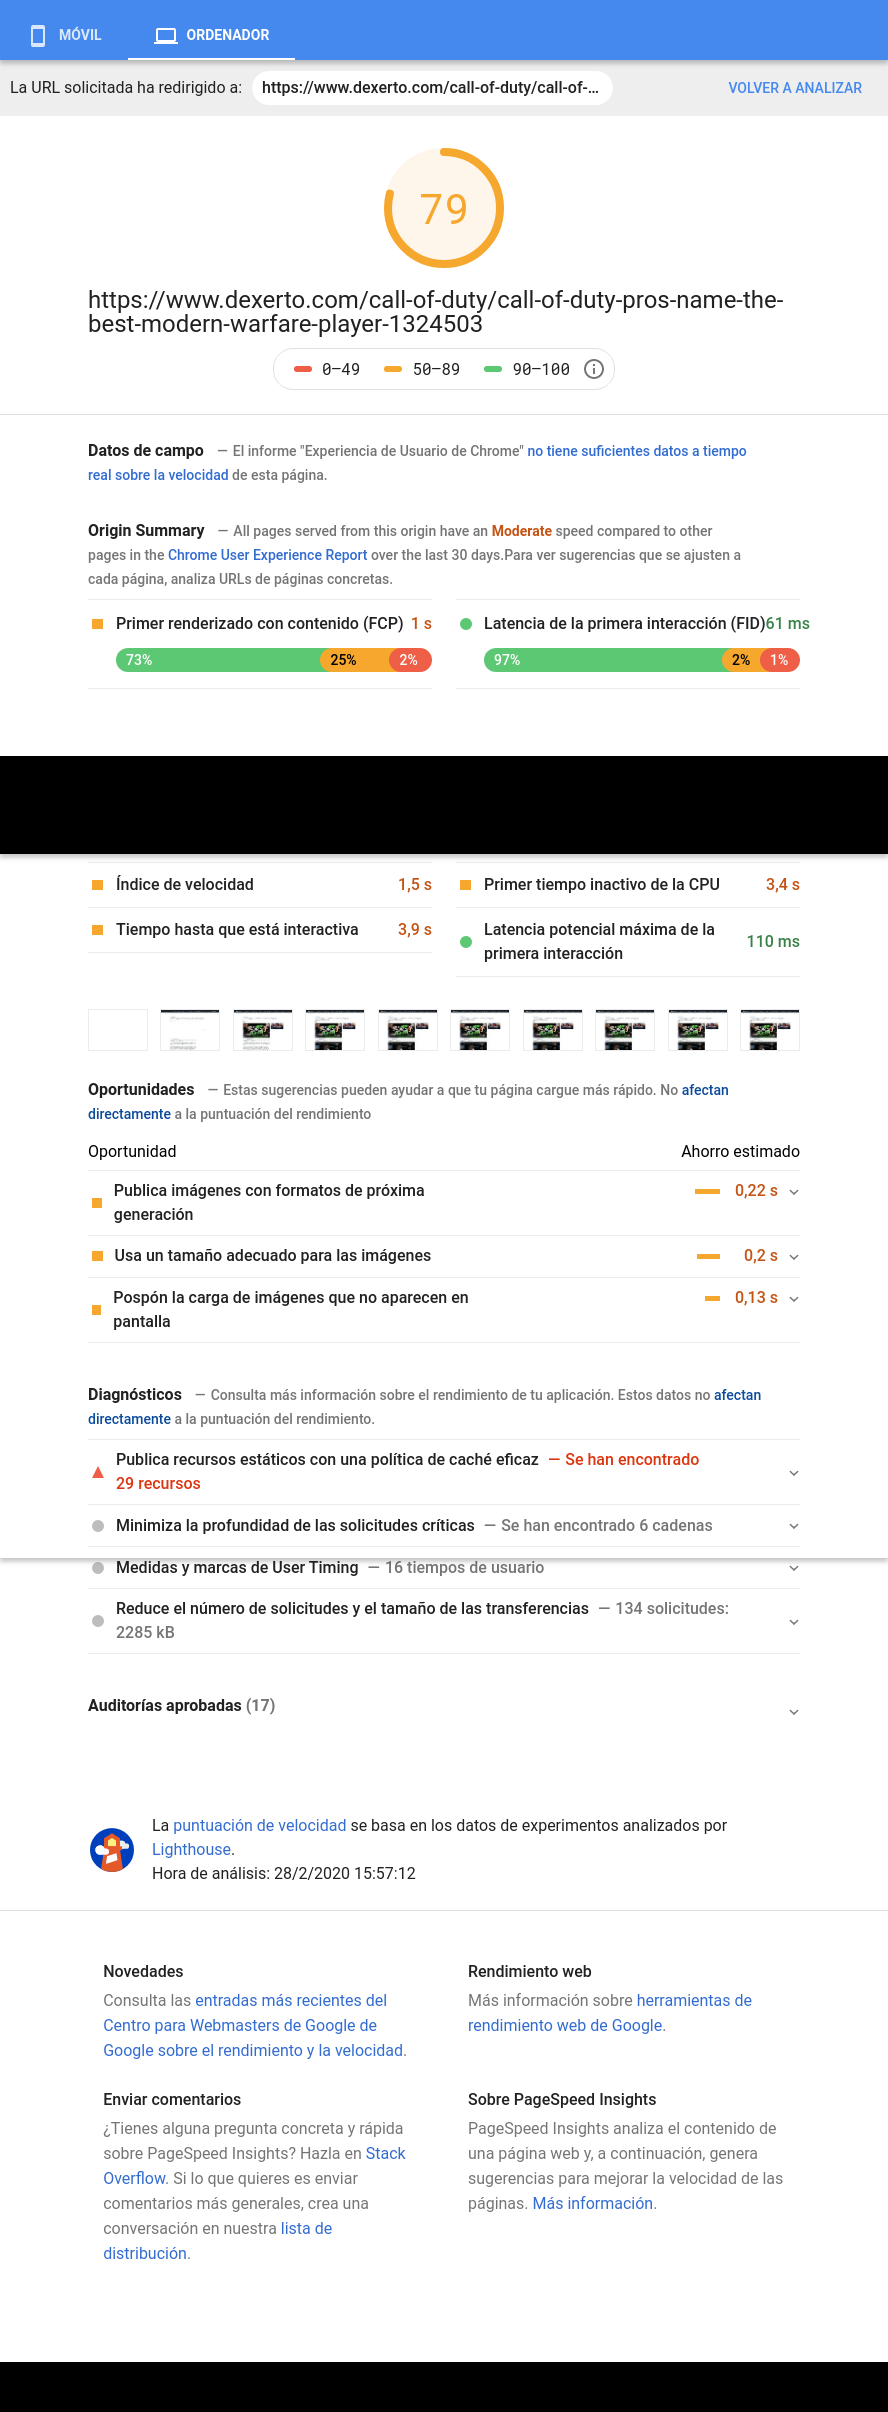 MÓVIL
ORDENADOR
La URL solicitada ha redirigido a:
https://www.dexerto.com/call-of-duty/call-of-...
VOLVER A ANALIZAR
79
https://www.dexerto.com/call-of-duty/call-of-duty-pros-name-the-
best-modern-warfare-player-1324503
0–49
50–89
90–100
Datos de campo — El informe "Experiencia de Usuario de Chrome" no tiene suficientes datos a tiempo
real sobre la velocidad de esta página.
Origin Summary — All pages served from this origin have an Moderate speed compared to other
pages in the Chrome User Experience Report over the last 30 days.Para ver sugerencias que se ajusten a
cada página, analiza URLs de páginas concretas.
Primer renderizado con contenido (FCP) 1 s
73% 25% 2%
Latencia de la primera interacción (FID)61 ms
97% 2% 1%
Índice de velocidad 1,5 s
Primer tiempo inactivo de la CPU 3,4 s
Tiempo hasta que está interactiva 3,9 s
Latencia potencial máxima de la
primera interacción
110 ms
Oportunidades — Estas sugerencias pueden ayudar a que tu página cargue más rápido. No afectan
directamente a la puntuación del rendimiento
Oportunidad Ahorro estimado
Publica imágenes con formatos de próxima
generación
0,22 s
Usa un tamaño adecuado para las imágenes 0,2 s
Pospón la carga de imágenes que no aparecen en
pantalla
0,13 s
Diagnósticos — Consulta más información sobre el rendimiento de tu aplicación. Estos datos no afectan
directamente a la puntuación del rendimiento.
Publica recursos estáticos con una política de caché eficaz — Se han encontrado
29 recursos
Minimiza la profundidad de las solicitudes críticas — Se han encontrado 6 cadenas
Medidas y marcas de User Timing — 16 tiempos de usuario
Reduce el número de solicitudes y el tamaño de las transferencias — 134 solicitudes:
2285 kB
Auditorías aprobadas (17)
La puntuación de velocidad se basa en los datos de experimentos analizados por
Lighthouse.
Hora de análisis: 28/2/2020 15:57:12
Novedades
Consulta las entradas más recientes del
Centro para Webmasters de Google de
Google sobre el rendimiento y la velocidad.
Rendimiento web
Más información sobre herramientas de
rendimiento web de Google.
Enviar comentarios
¿Tienes alguna pregunta concreta y rápida
sobre PageSpeed Insights? Hazla en Stack
Overflow. Si lo que quieres es enviar
comentarios más generales, crea una
conversación en nuestra lista de
distribución.
Sobre PageSpeed Insights
PageSpeed Insights analiza el contenido de
una página web y, a continuación, genera
sugerencias para mejorar la velocidad de las
páginas. Más información.